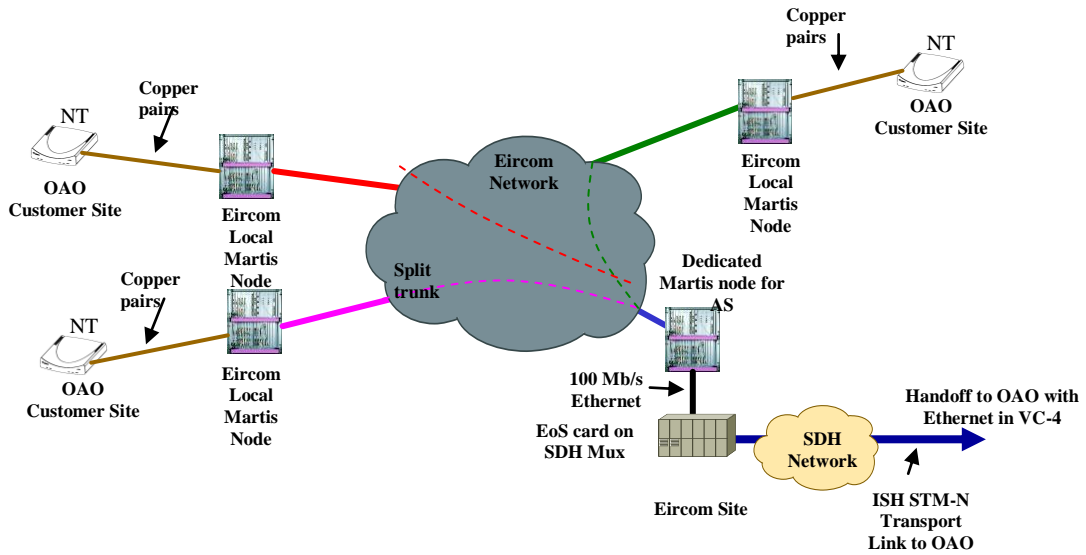 Copper
pairs
NT
OAO
Customer Site
Copper
pairs
NT
OAO
Customer Site
Eircom
Local
Martis
Node
Eircom
Network
Eircom
Local
Martis
Node
Split
trunk
Dedicated
Martis node for
AS
Copper
pairs
NT
OAO
Customer Site
Eircom
Local
Martis
Node
100 Mb/s
Ethernet
EoS card on
SDH Mux
Eircom Site
SDH
Network
Handoff to OAO with
Ethernet in VC-4
ISH STM-N
Transport
Link to OAO